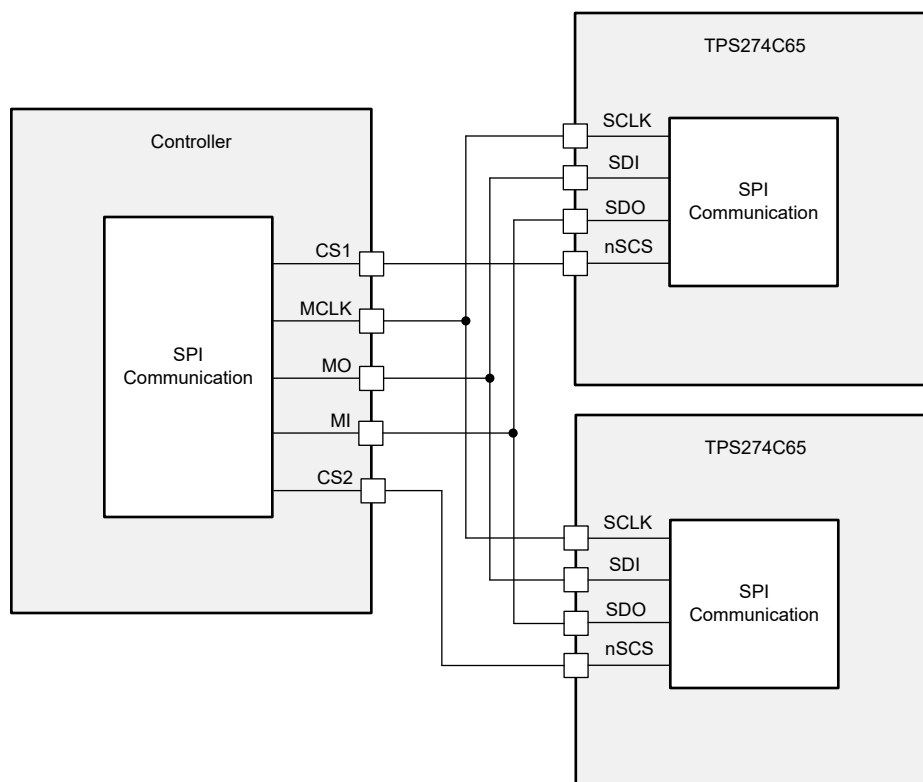 Controller
SPI
Communication
CS1
MCLK
MO
MI
CS2
TPS274C65
SCLK
SDI
SDO
nSCS
SPI
Communication
TPS274C65
SCLK
SDI
SDO
nSCS
SPI
Communication